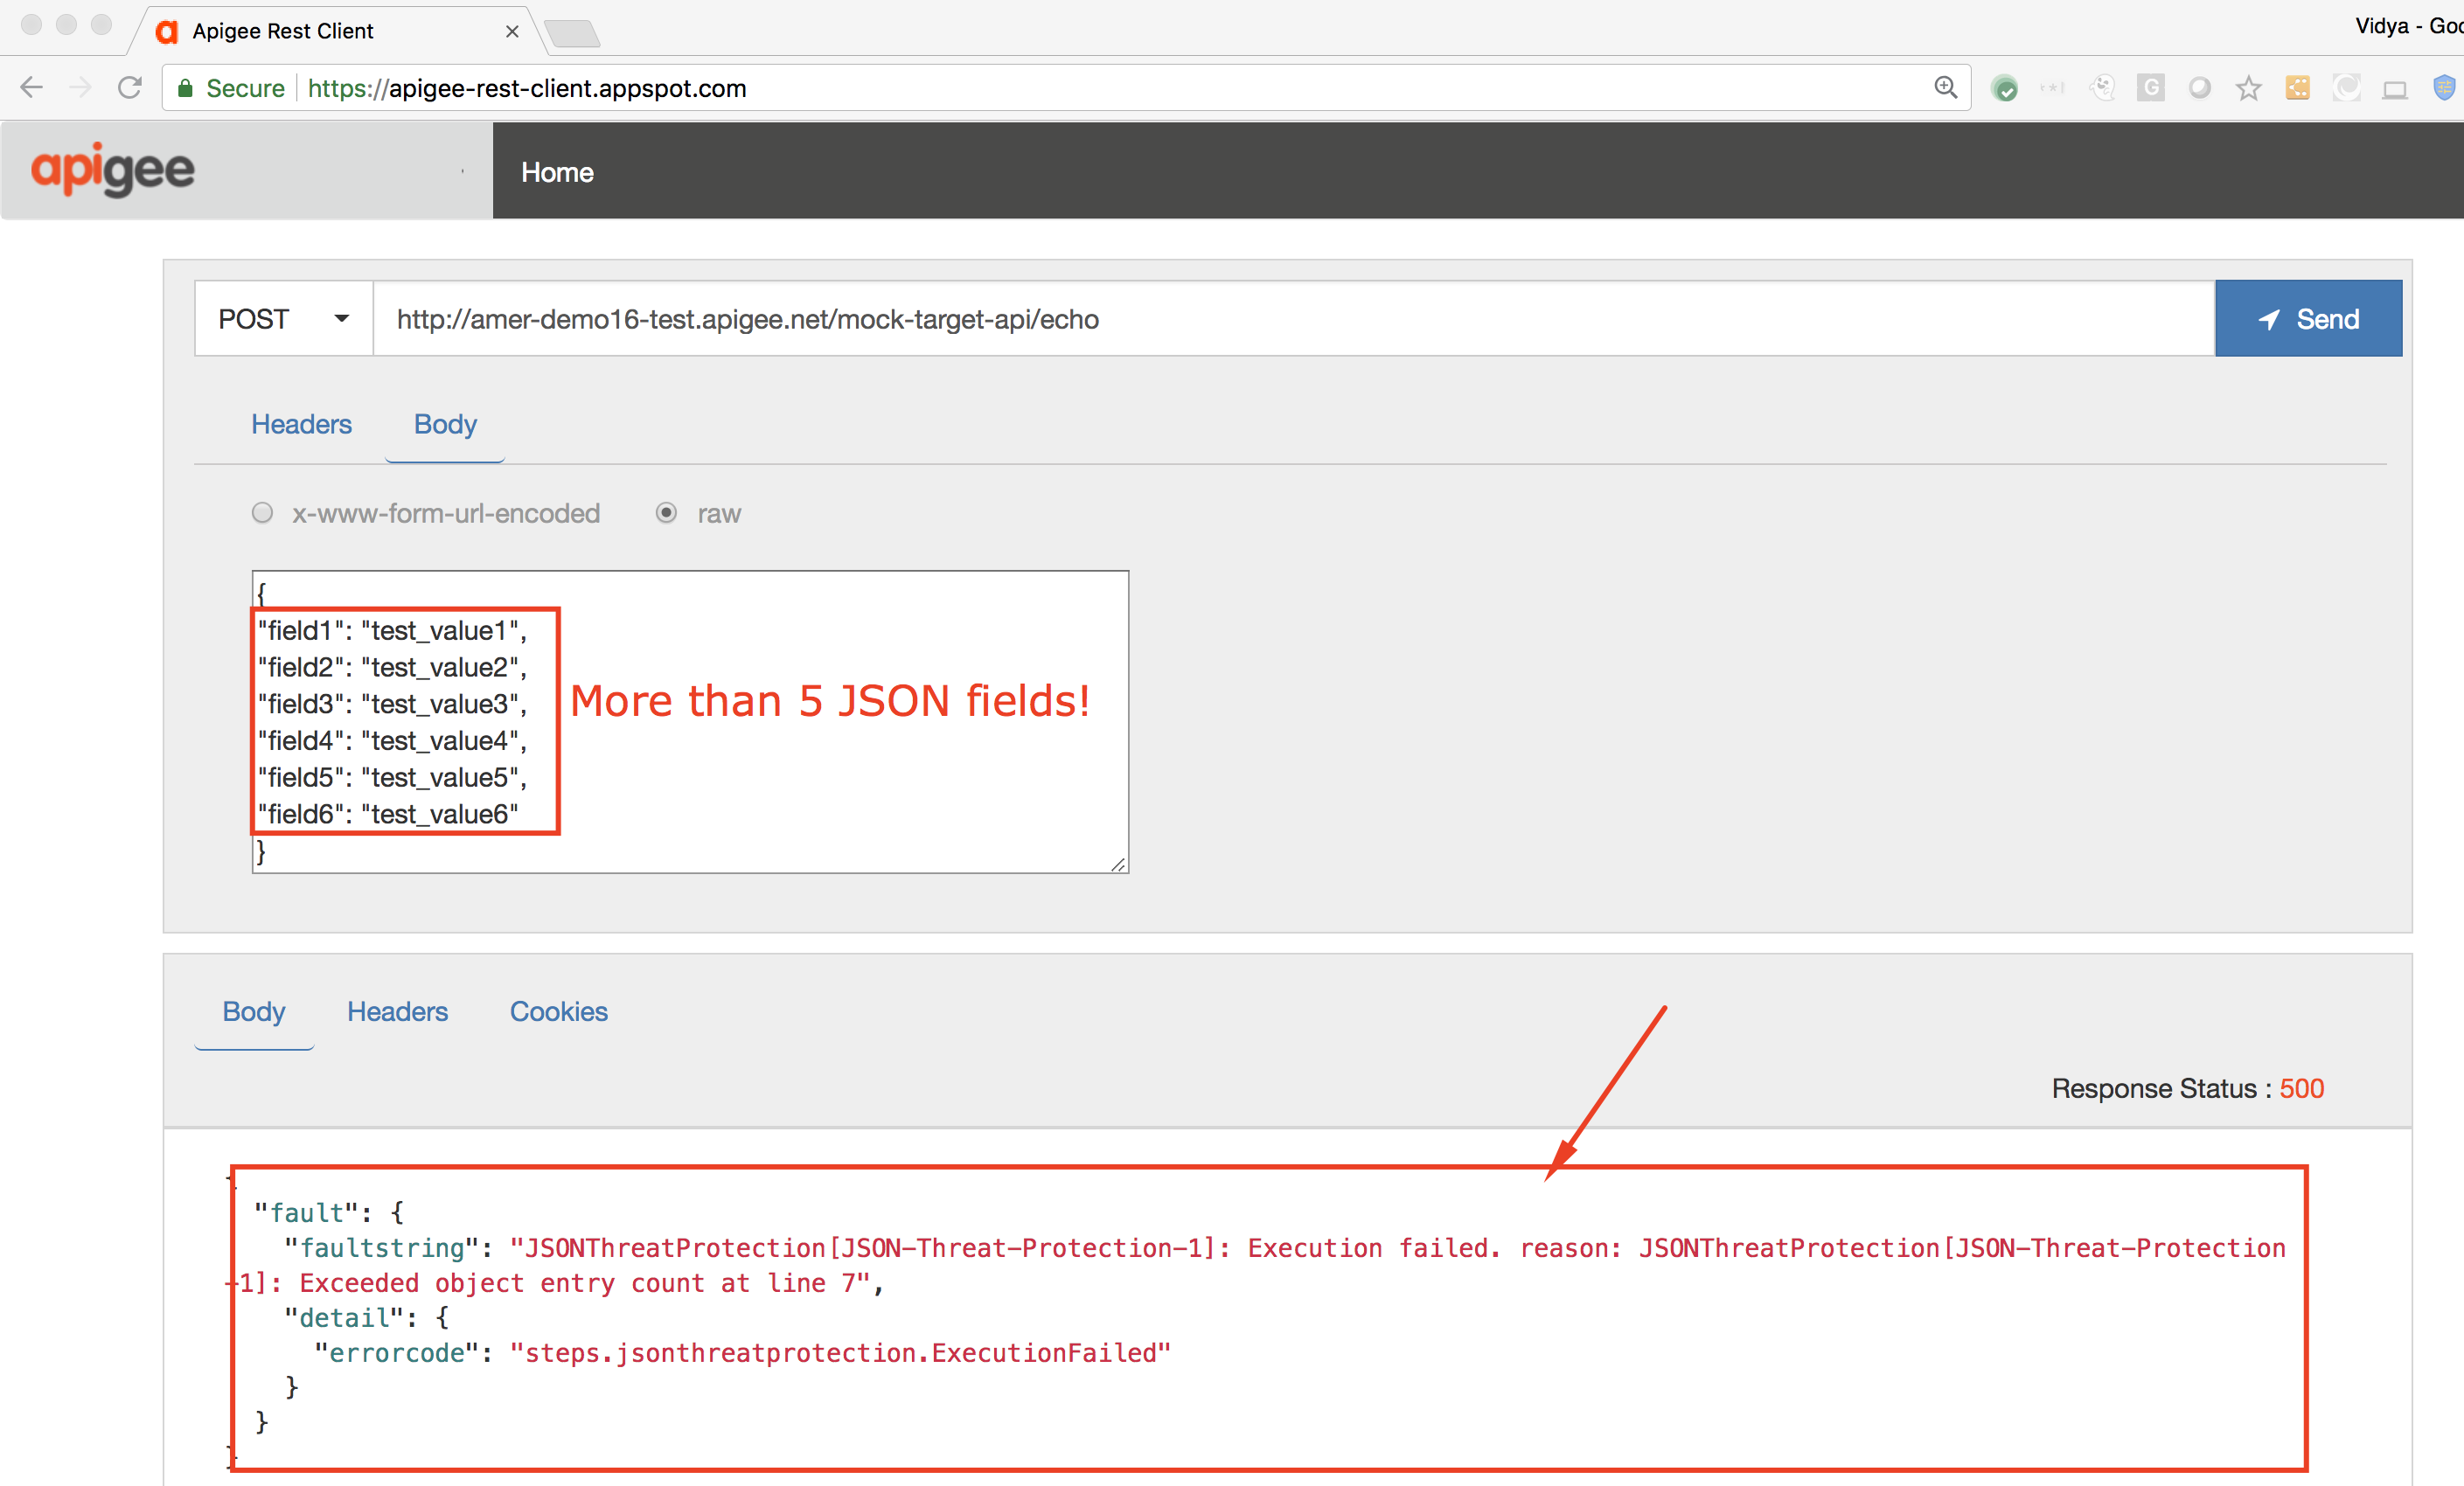 Apigee Rest Client
Vidya - Goo
Secure https://apigee-rest-client.appspot.com
apigee
Home
POST http://amer-demo16-test.apigee.net/mock-target-api/echo Send
Headers Body
x-www-form-url-encoded raw
{
"field1": "test_value1",
"field2": "test_value2",
"field3": "test_value3",
More than 5 JSON fields!
"field4": "test_value4",
"field5": "test_value5",
"field6": "test_value6"
}
Body Headers Cookies
Response Status : 500
{
"fault": {
"faultstring": "JSONThreatProtection[JSON-Threat-Protection-1]: Execution failed. reason: JSONThreatProtection[JSON-Threat-Protection
-1]: Exceeded object entry count at line 7",
"detail": {
"errorcode": "steps.jsonthreatprotection.ExecutionFailed"
}
}
}